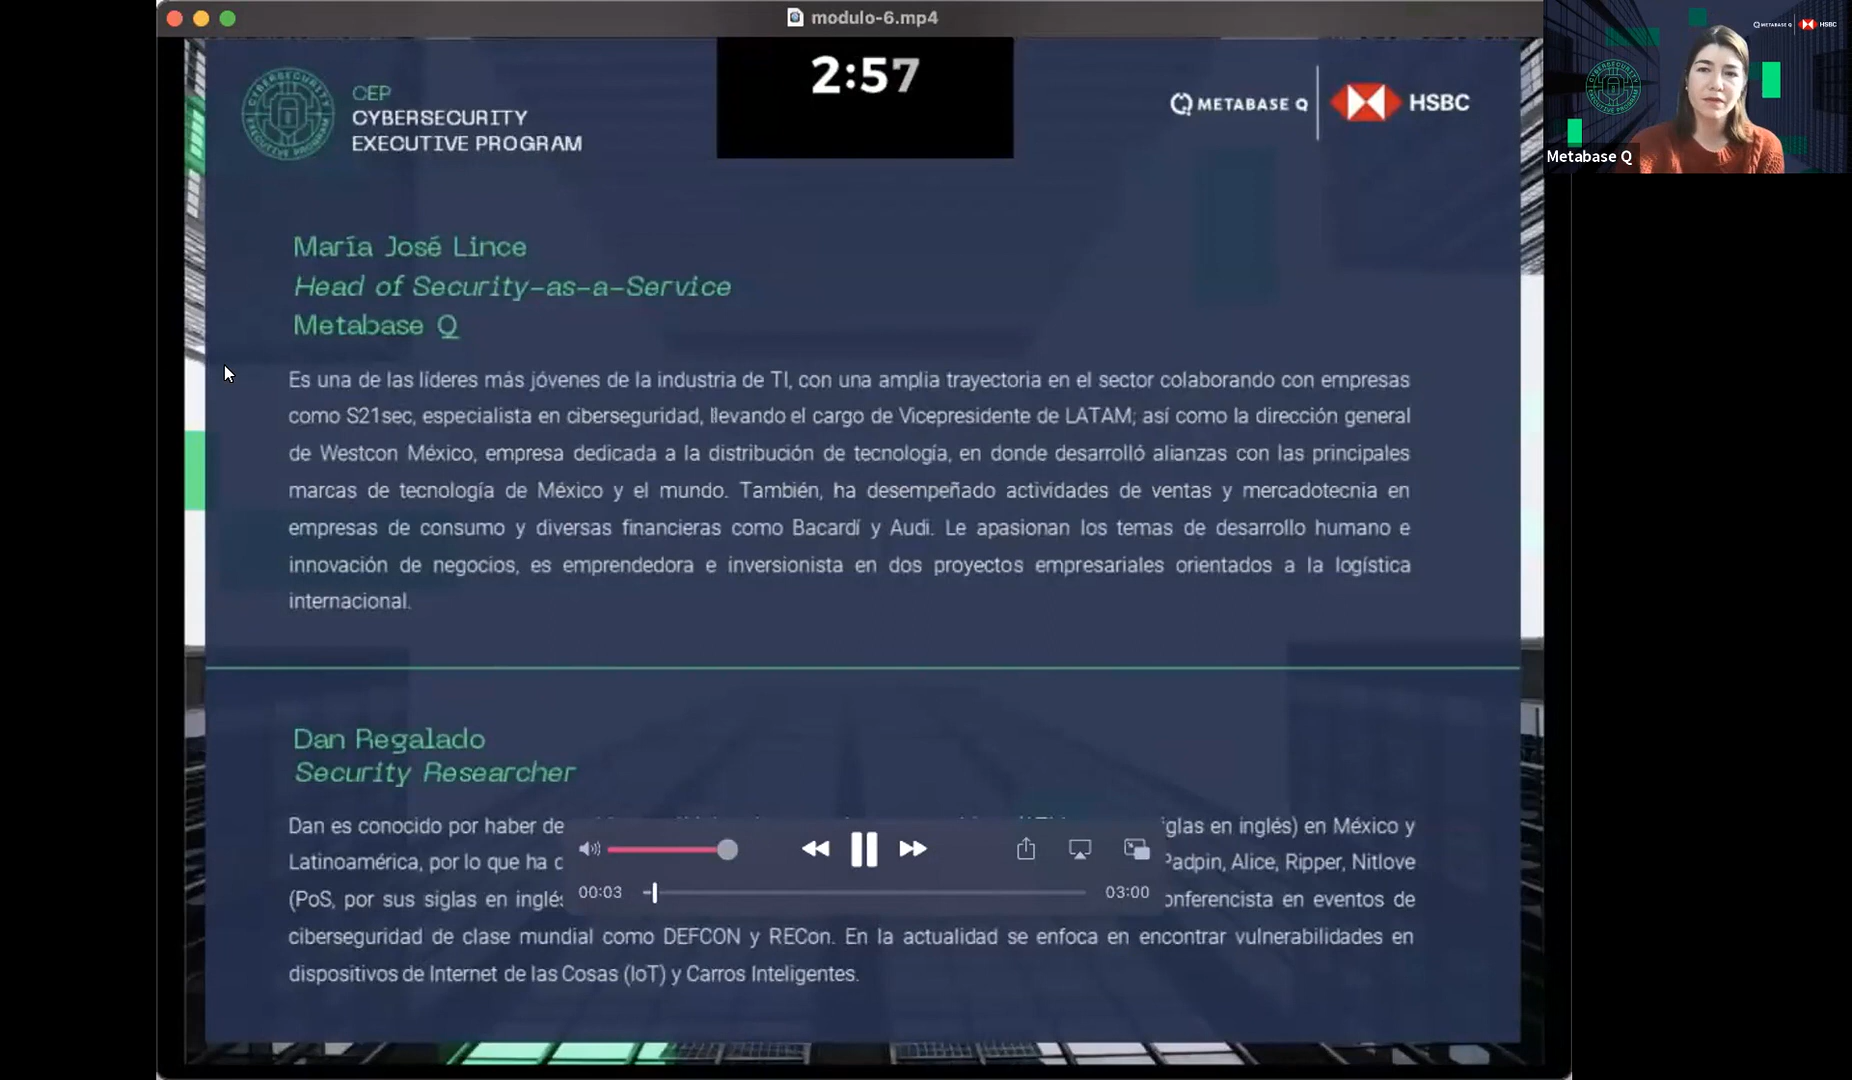 modulo-6.mp4
METABASE Q HSBC
2:57
CEP
CYBERSECURITY
EXECUTIVE PROGRAM
CYBERSECURITY EXECUTIVE PROGRAM
METABASE Q HSBC
Metabase Q
María José Lince
Head of Security-as-a-Service
Metabase Q
Es una de las líderes más jóvenes de la industria de TI, con una amplia trayectoria en el sector colaborando con empresas
como S21sec, especialista en ciberseguridad, llevando el cargo de Vicepresidente de LATAM; así como la dirección general
de Westcon México, empresa dedicada a la distribución de tecnología, en donde desarrolló alianzas con las principales
marcas de tecnología de México y el mundo. También, ha desempeñado actividades de ventas y mercadotecnia en
empresas de consumo y diversas financieras como Bacardí y Audi. Le apasionan los temas de desarrollo humano e
innovación de negocios, es emprendedora e inversionista en dos proyectos empresariales orientados a la logística
internacional.
Dan Regalado
Security Researcher
Dan es conocido por haber de siglas en inglés) en México y
Latinoamérica, por lo que ha Padpin, Alice, Ripper, Nitlove
(PoS, por sus siglas en inglés onferencista en eventos de
00:03 03:00
ciberseguridad de clase mundial como DEFCON y RECon. En la actualidad se enfoca en encontrar vulnerabilidades en
dispositivos de Internet de las Cosas (IoT) y Carros Inteligentes.